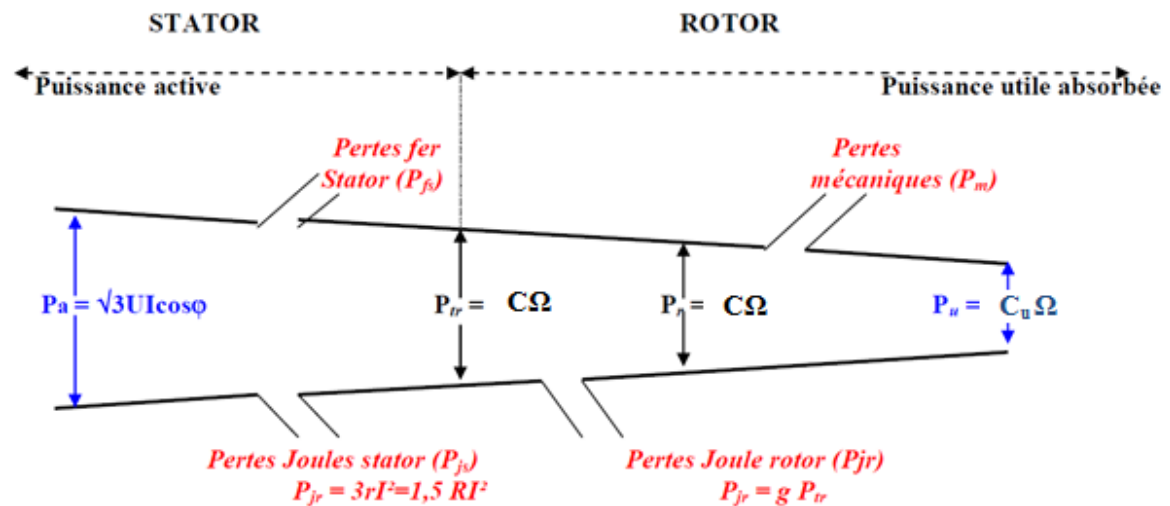 STATOR
ROTOR
Puissance active
Puissance utile absorbée
Pertes fer
Stator (Pfs)
Pertes
mécaniques (Pm)
Pa = √3UIcosφ
Ptr = CΩ
Pr = CΩ
Pu = CuΩ
Pertes Joules stator (Pjs)
Pjr = 3rI²=1,5 RI²
Pertes Joule rotor (Pjr)
Pjr = g Ptr